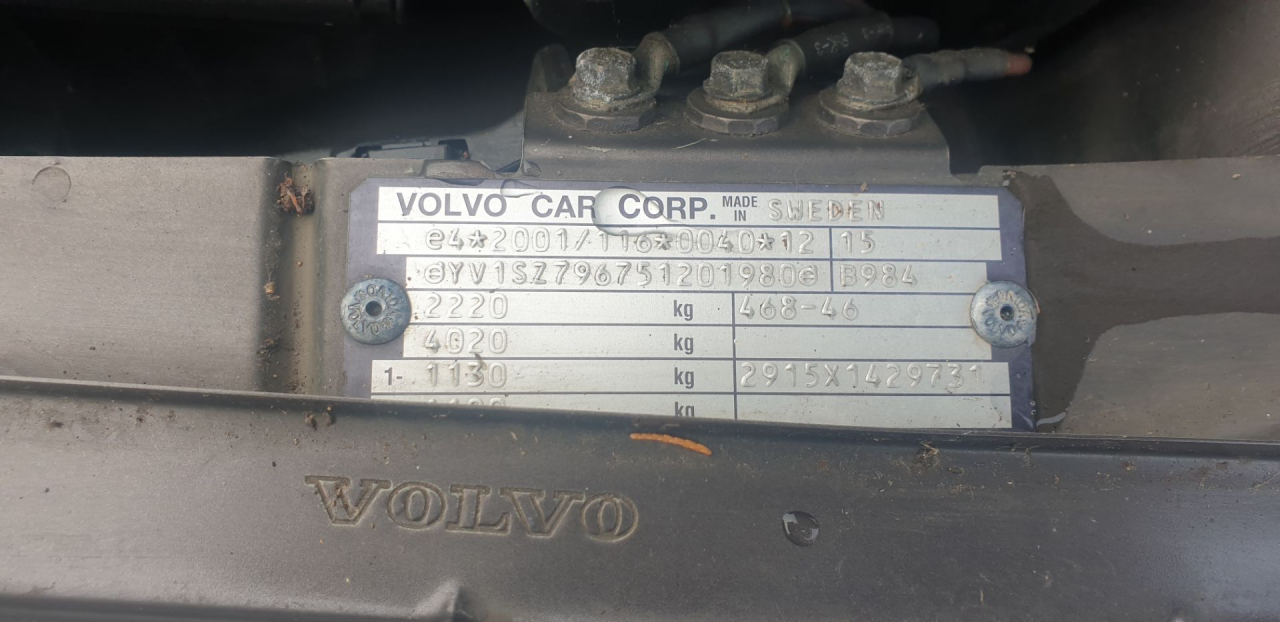 VOLVO CAR CORP. MADE IN SWEDEN
e4*2001/116*0040*12 15
YV1SZ796751201980 B984
2220 kg 468-46
4020 kg
1- 1130 kg 2915X1429731
kg
VOLVO